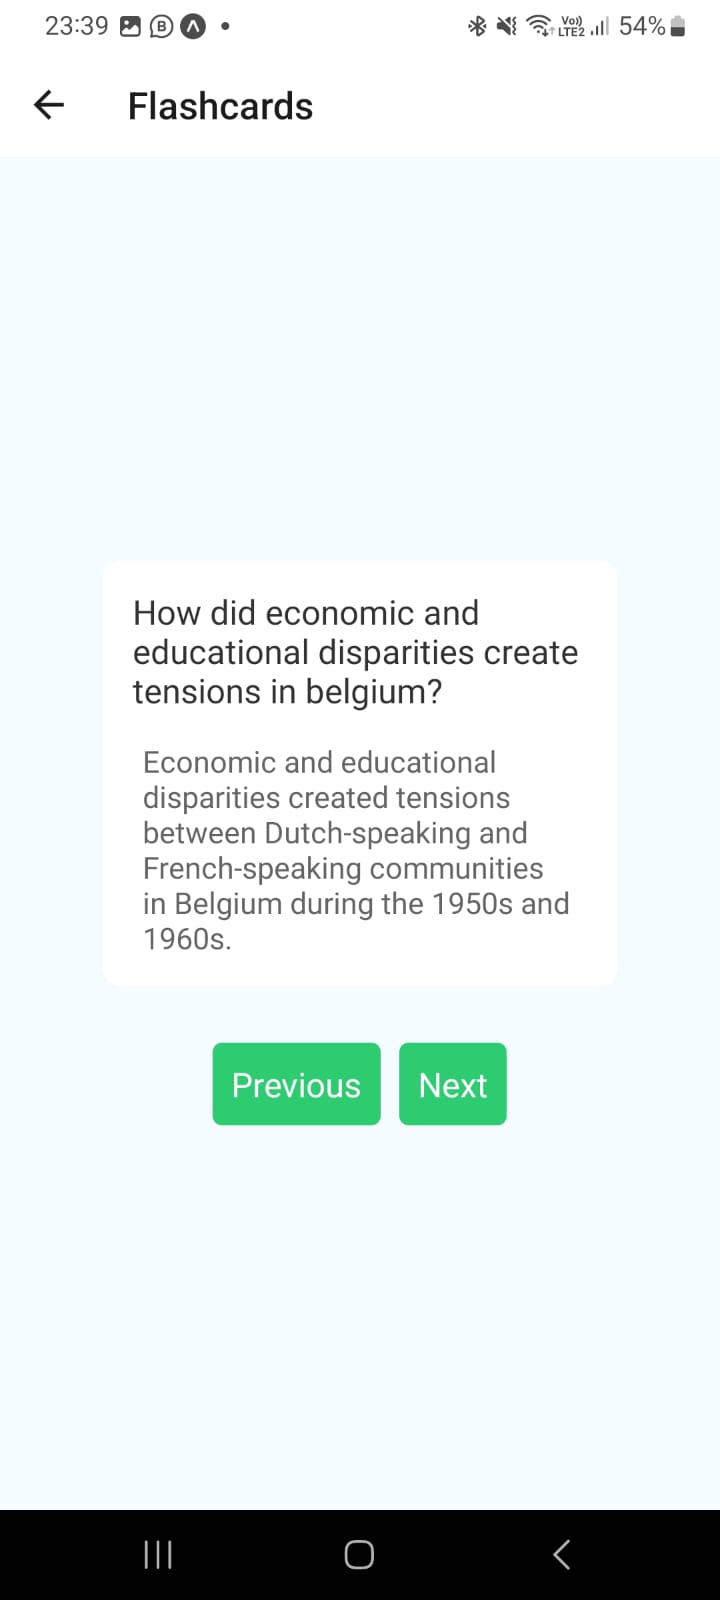 23:39 B Vo)) LTE2 54%
Flashcards
How did economic and
educational disparities create
tensions in belgium?
Economic and educational
disparities created tensions
between Dutch-speaking and
French-speaking communities
in Belgium during the 1950s and
1960s.
Previous Next